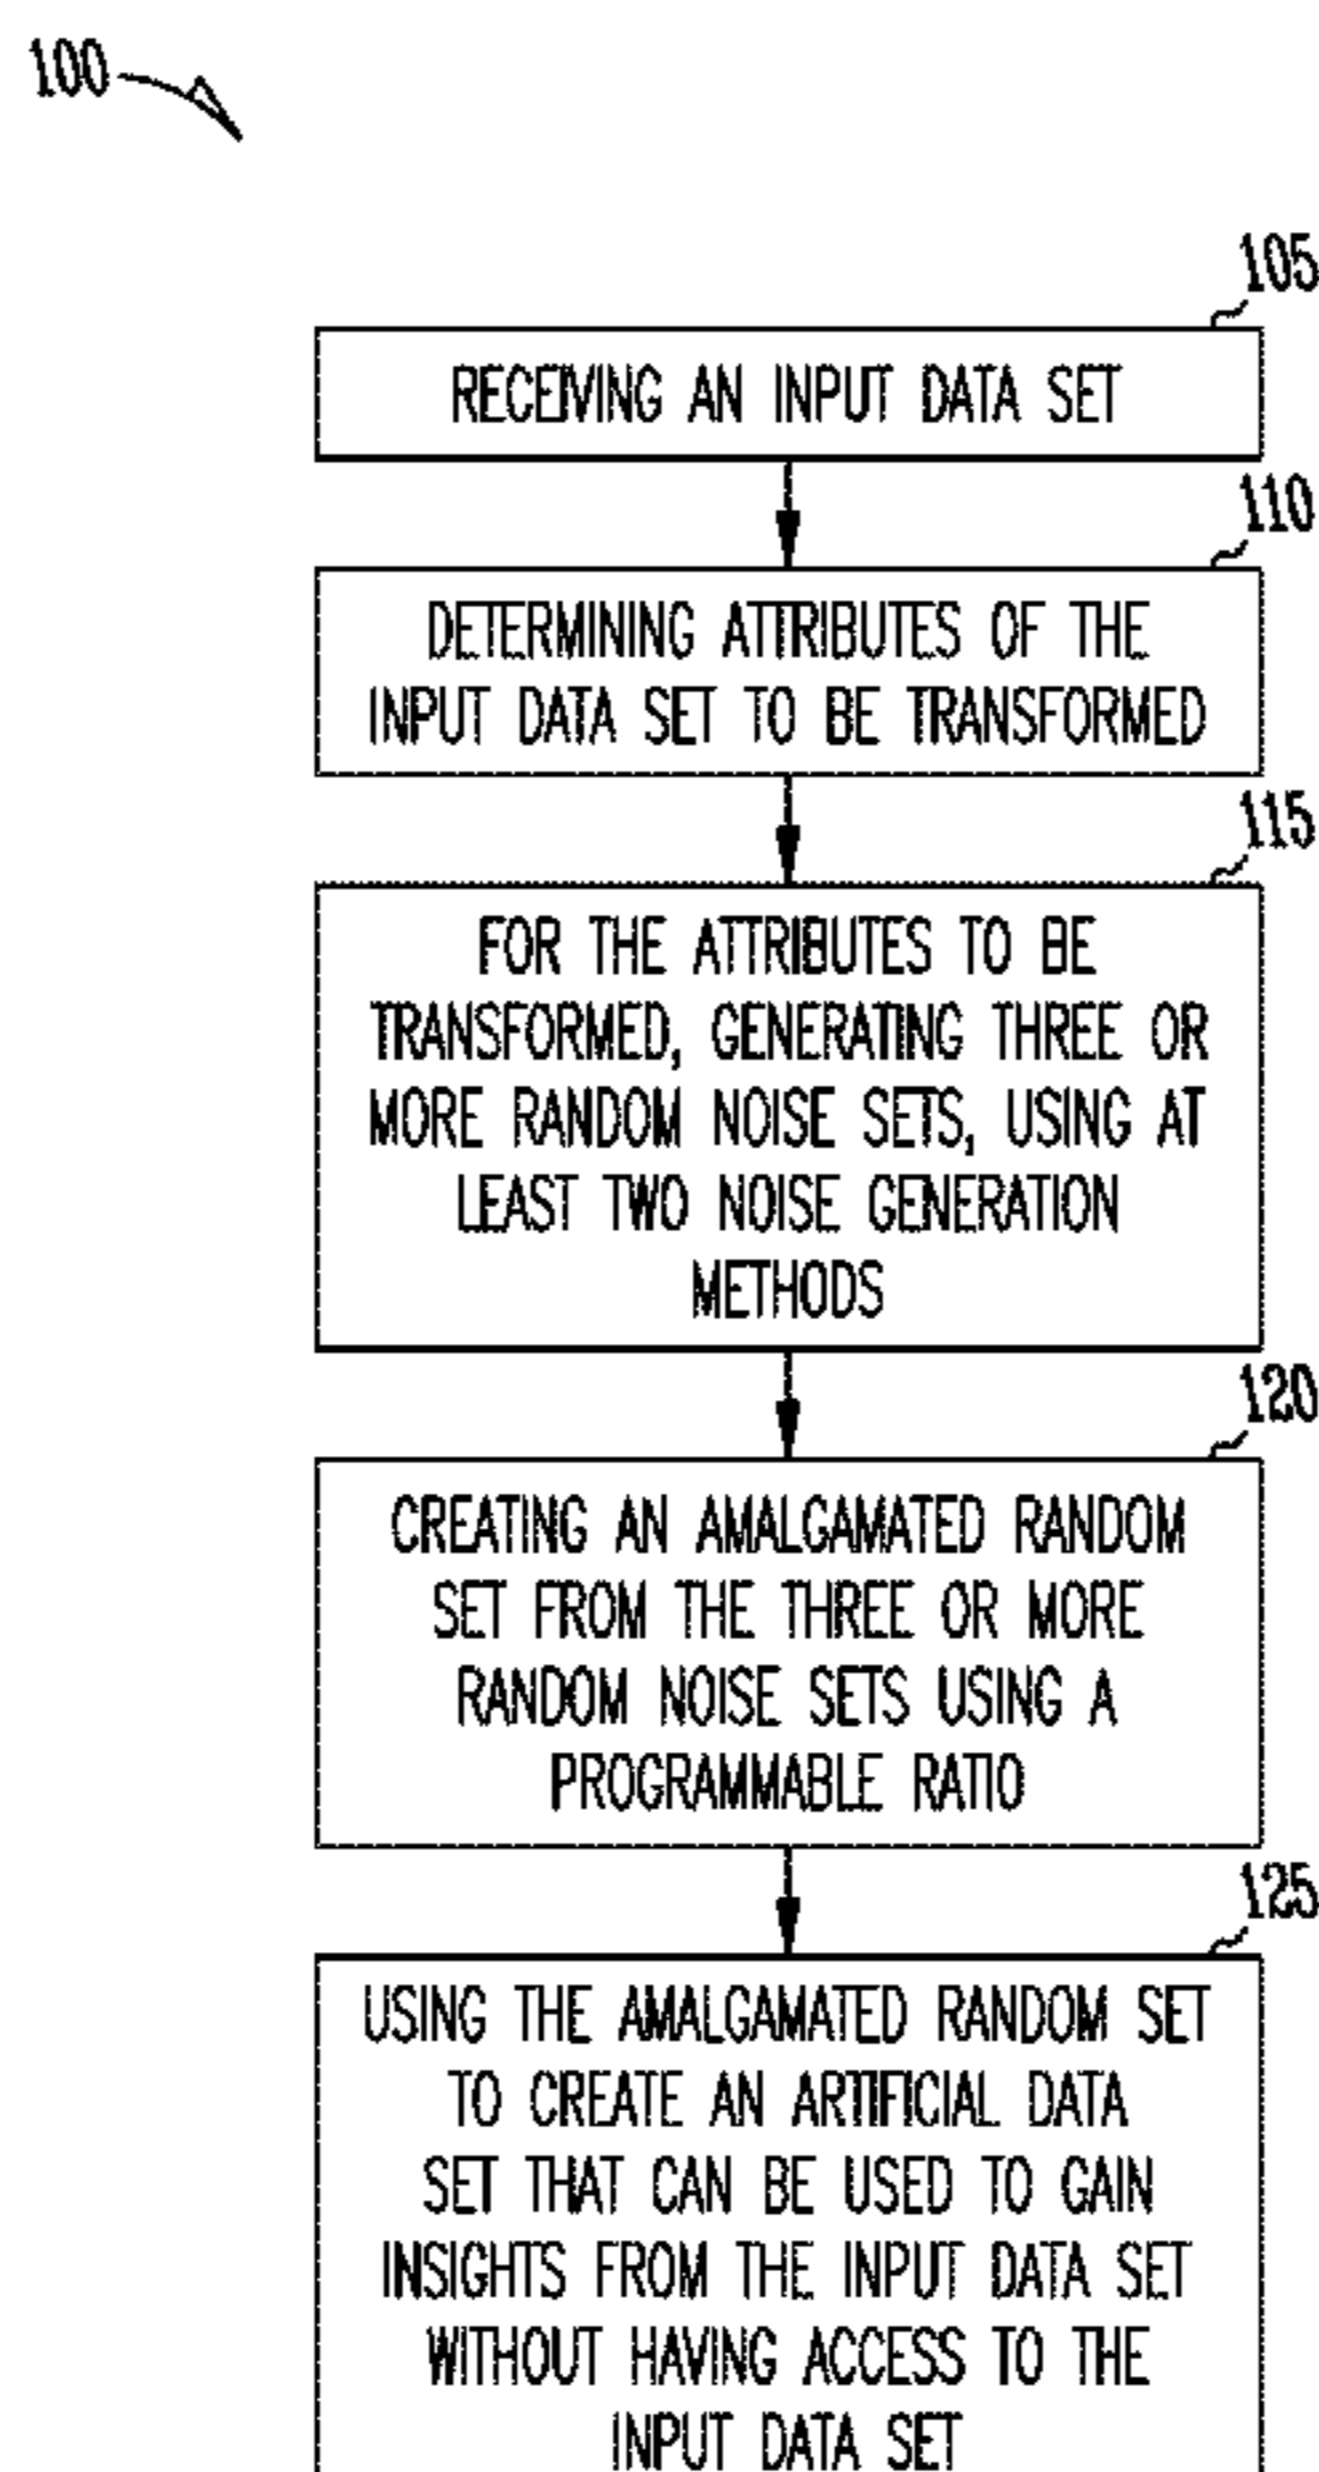 100
105
RECEIVING AN INPUT DATA SET
110
DETERMINING ATTRIBUTES OF THE
INPUT DATA SET TO BE TRANSFORMED
115
FOR THE ATTRIBUTES TO BE
TRANSFORMED, GENERATING THREE OR
MORE RANDOM NOISE SETS, USING AT
LEAST TWO NOISE GENERATION
METHODS
120
CREATING AN AMALGAMATED RANDOM
SET FROM THE THREE OR MORE
RANDOM NOISE SETS USING A
PROGRAMMABLE RATIO
125
USING THE AMALGAMATED RANDOM SET
TO CREATE AN ARTIFICIAL DATA
SET THAT CAN BE USED TO GAIN
INSIGHTS FROM THE INPUT DATA SET
WITHOUT HAVING ACCESS TO THE
INPUT DATA SET